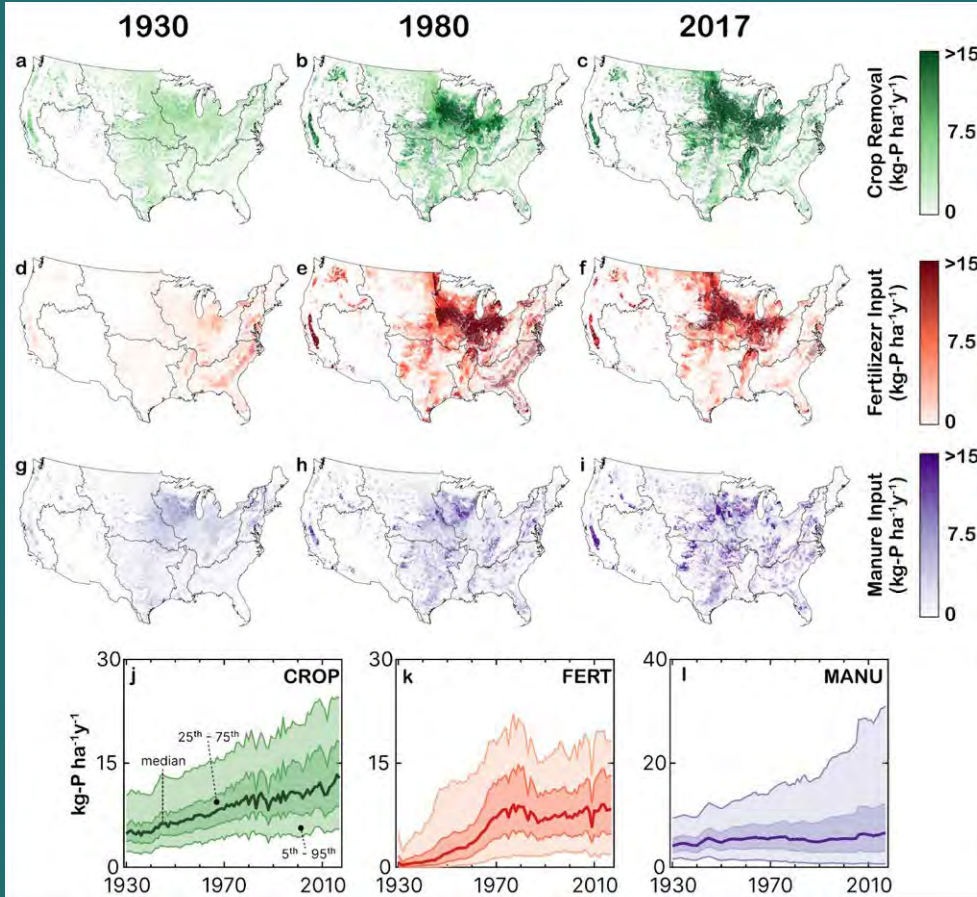 1930 1980 2017
a b c
>15
7.5
0
Crop Removal
(kg-P ha⁻¹y⁻¹)
d e f
>15
7.5
0
Fertilizezr Input
(kg-P ha⁻¹y⁻¹)
g h i
>15
7.5
0
Manure Input
(kg-P ha⁻¹y⁻¹)
kg-P ha⁻¹y⁻¹
30
15
0
j CROP
25ᵗʰ - 75ᵗʰ
median
5ᵗʰ - 95ᵗʰ
1930 1970 2010
30
15
0
k FERT
1930 1970 2010
40
20
0
l MANU
1930 1970 2010